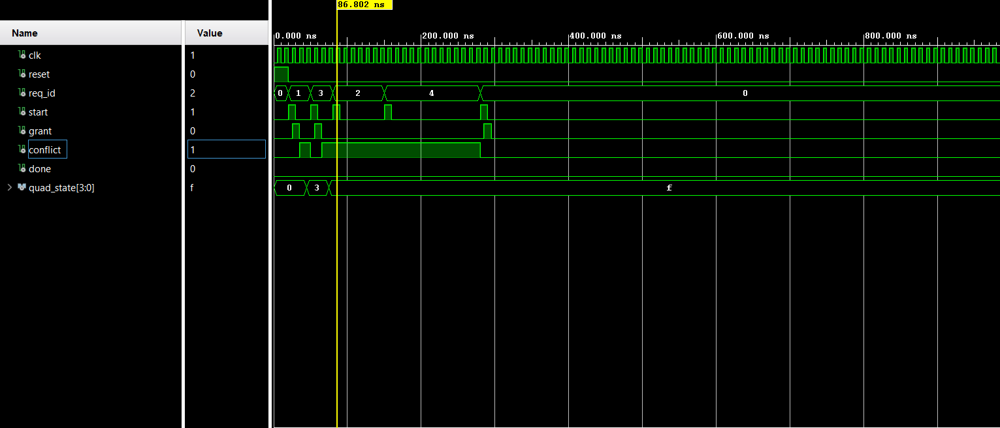 86.802 ns
Name Value
0.000 ns 200.000 ns 400.000 ns 600.000 ns 800.000 ns
clk 1
reset 0
req_id 2 0 1 3 2 4 0
start 1
grant 0
conflict 1
done 0
quad_state[3:0] f 0 3 f